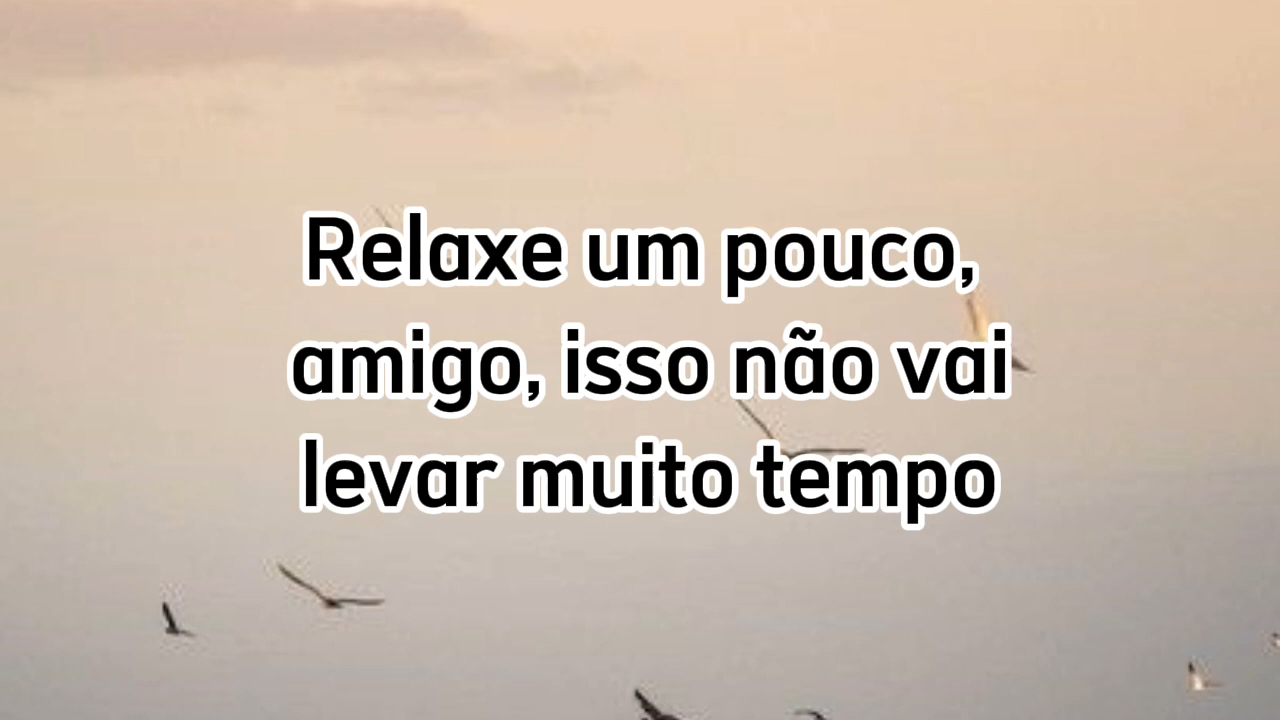 Relaxe um pouco,
amigo, isso não vai
levar muito tempo